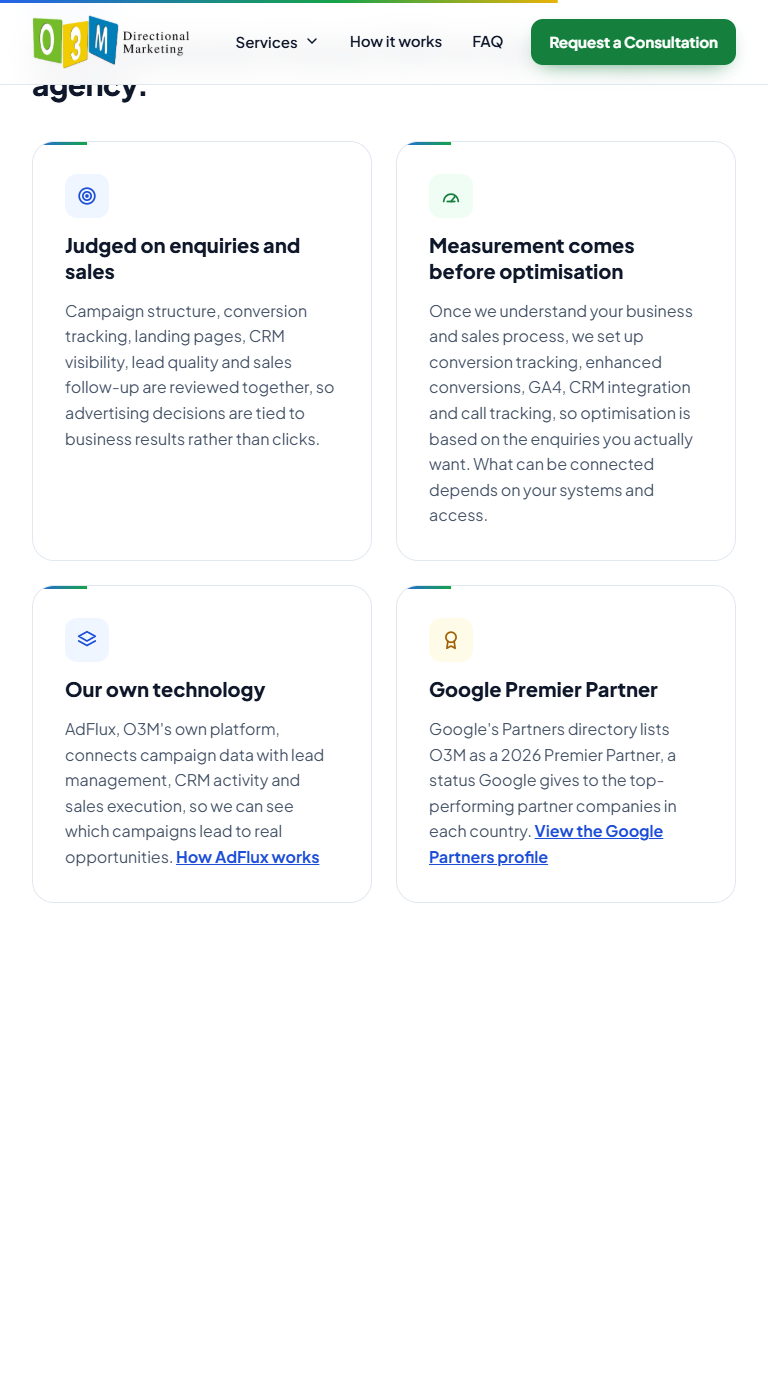 O3M Directional
Marketing
Services
How it works
FAQ
Request a Consultation
agency.
Judged on enquiries and
sales
Campaign structure, conversion
tracking, landing pages, CRM
visibility, lead quality and sales
follow-up are reviewed together, so
advertising decisions are tied to
business results rather than clicks.
Measurement comes
before optimisation
Once we understand your business
and sales process, we set up
conversion tracking, enhanced
conversions, GA4, CRM integration
and call tracking, so optimisation is
based on the enquiries you actually
want. What can be connected
depends on your systems and
access.
Our own technology
AdFlux, O3M's own platform,
connects campaign data with lead
management, CRM activity and
sales execution, so we can see
which campaigns lead to real
opportunities. How AdFlux works
Google Premier Partner
Google's Partners directory lists
O3M as a 2026 Premier Partner, a
status Google gives to the top-
performing partner companies in
each country. View the Google
Partners profile